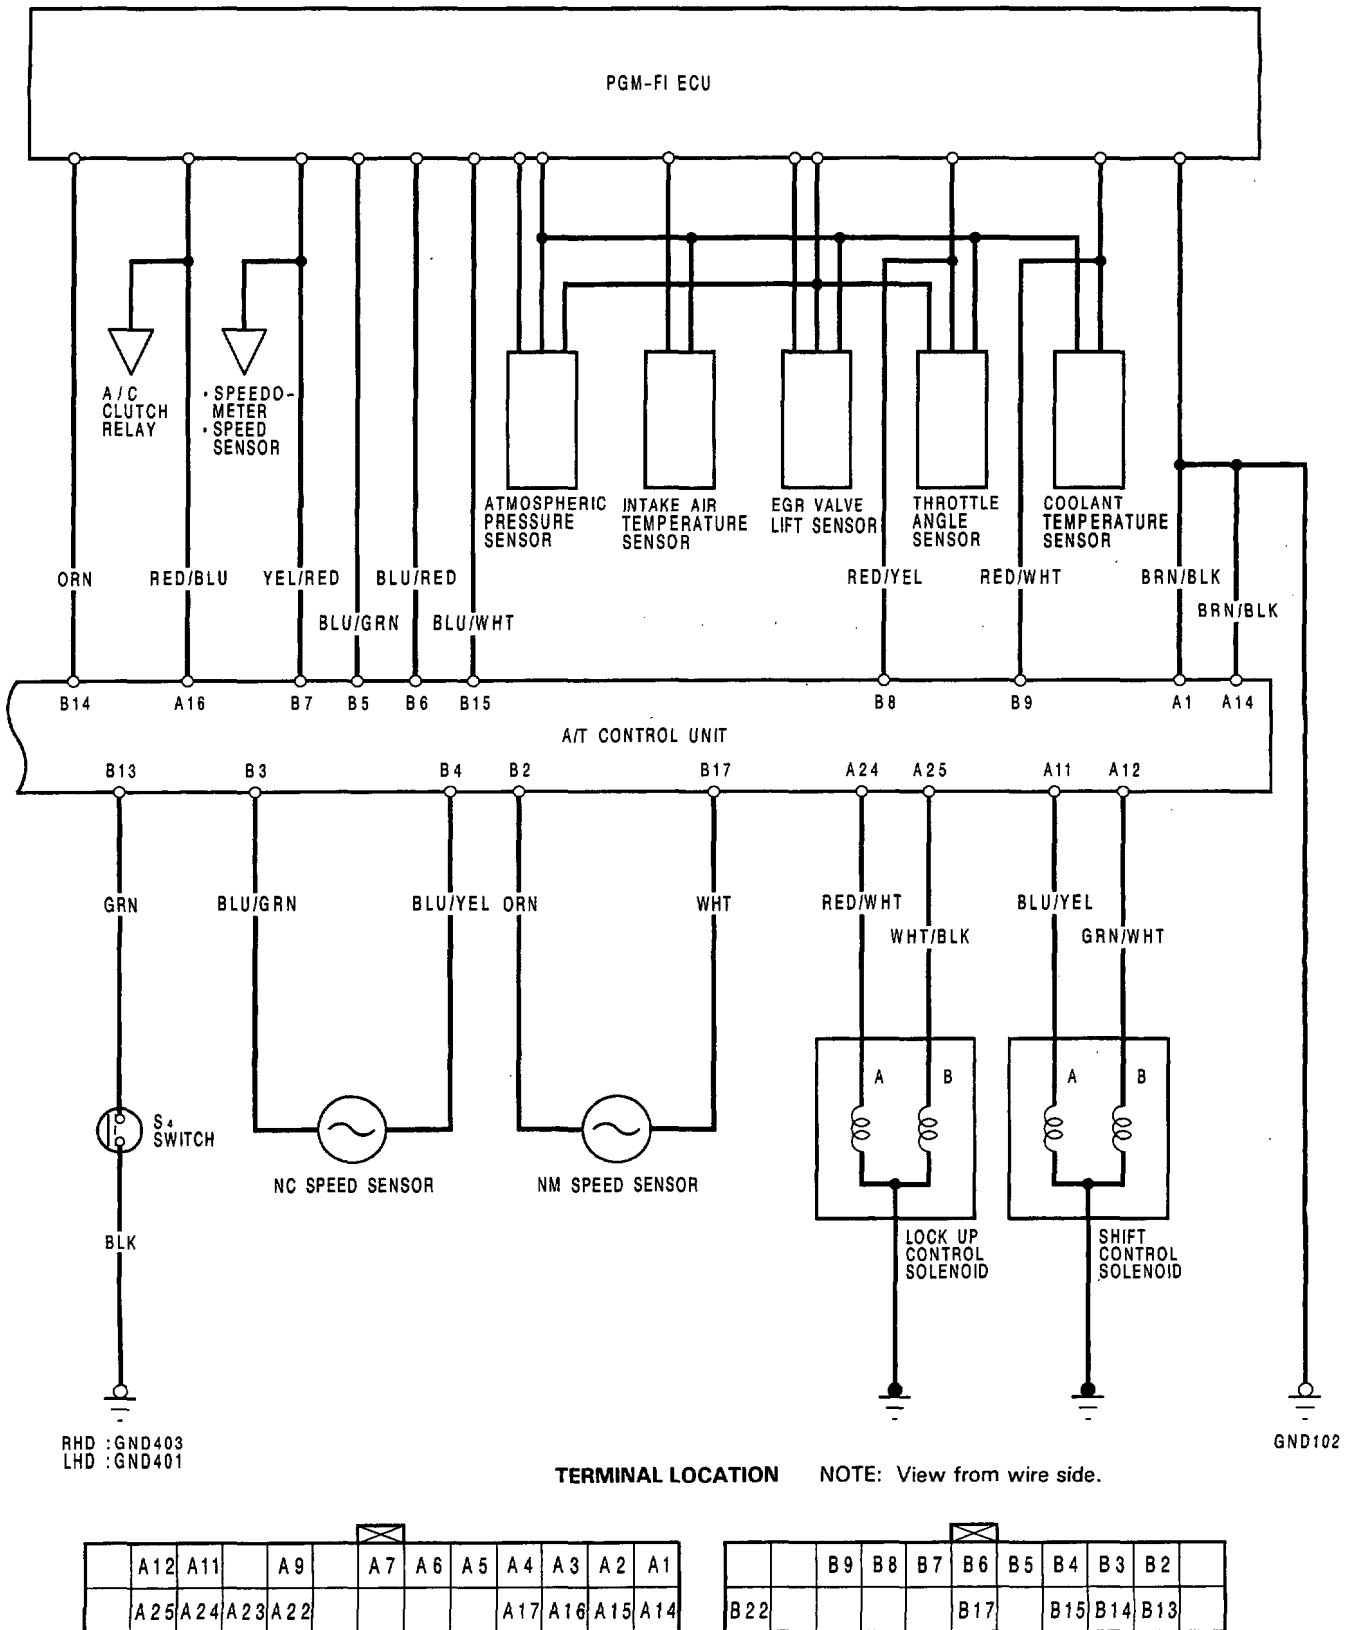 PGM-FI ECU
A/C
CLUTCH
RELAY
•SPEEDO-
METER
•SPEED
SENSOR
ATMOSPHERIC
PRESSURE
SENSOR
INTAKE AIR
TEMPERATURE
SENSOR
EGR VALVE
LIFT SENSOR
THROTTLE
ANGLE
SENSOR
COOLANT
TEMPERATURE
SENSOR
ORN RED/BLU YEL/RED BLU/RED RED/YEL RED/WHT BRN/BLK
BLU/GRN BLU/WHT BRN/BLK
B14 A16 B7 B5 B6 B15 B8 B9 A1 A14
A/T CONTROL UNIT
B13 B3 B4 B2 B17 A24 A25 A11 A12
GRN BLU/GRN BLU/YEL ORN WHT RED/WHT BLU/YEL
WHT/BLK GRN/WHT
A B A B
S4
SWITCH
NC SPEED SENSOR
NM SPEED SENSOR
BLK
LOCK UP
CONTROL
SOLENOID
SHIFT
CONTROL
SOLENOID
RHD :GND403
LHD :GND401
GND102
TERMINAL LOCATION NOTE: View from wire side.
A12 A11 A9 A7 A6 A5 A4 A3 A2 A1
A25 A24 A23 A22 A17 A16 A15 A14
B9 B8 B7 B6 B5 B4 B3 B2
B22 B17 B15 B14 B13